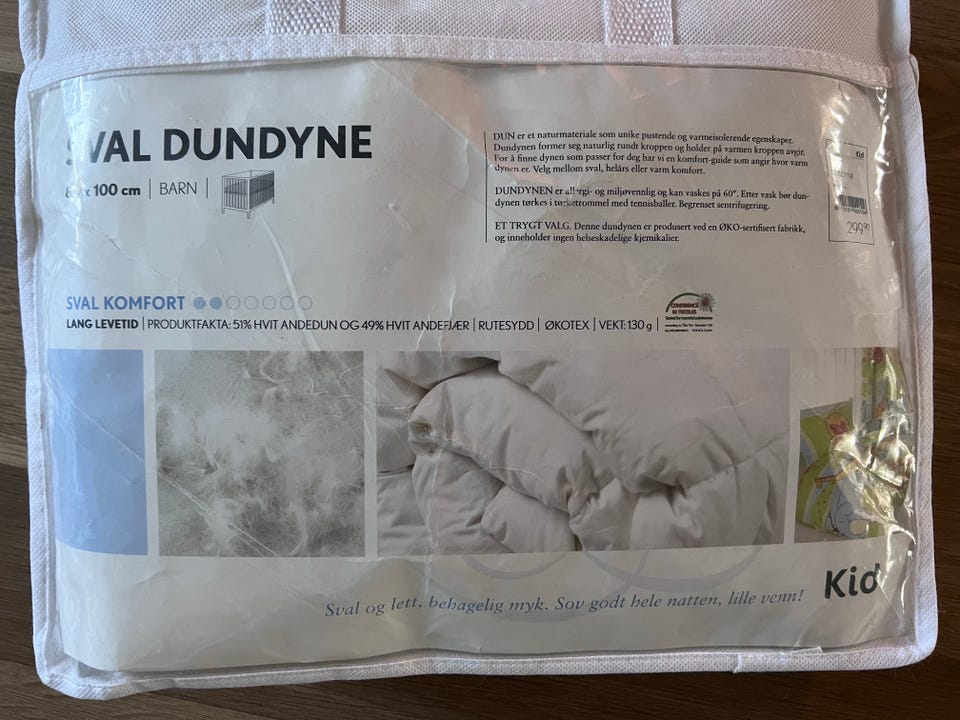 SVAL DUNDYNE
x 100 cm | BARN |
DUN er et naturmateriale som unike pustende og varmeisolerende egenskaper.
Dundynen former seg naturlig rundt kroppen og holder på varmen kroppen avgir.
For å finne dynen som passer for deg har vi en komfort-guide som angir hvor varm
dynen er. Velg mellom sval, helårs eller varm komfort.
DUNDYNEN er allergi- og miljøvennlig og kan vaskes på 60°. Etter vask bør dun-
dynen tørkes i tørketrommel med tennisballer. Begrenset sentrifugering.
ET TRYGT VALG. Denne dundynen er produsert ved en ØKO-sertifisert fabrikk,
og inneholder ingen helseskadelige kjemikalier.
Kid
299,90
SVAL KOMFORT
LANG LEVETID | PRODUKTFAKTA: 51% HVIT ANDEDUN OG 49% HVIT ANDEFJÆR | RUTESYDD | ØKOTEX | VEKT: 130 g |
CONFIDENCE
IN TEXTILES
Sval og lett, behagelig myk. Sov godt hele natten, lille venn!
Kid